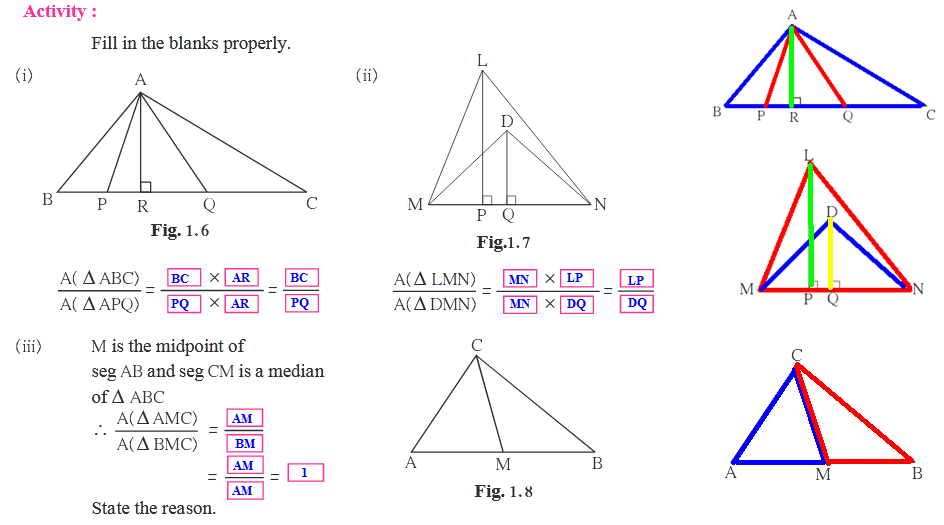 Activity :
Fill in the blanks properly.
(i)
A
B P R Q C
Fig. 1.6
A( Δ ABC) / A( Δ APQ) = BC × AR / PQ × AR = BC / PQ
(ii)
L
D
M P Q N
Fig.1.7
A( Δ LMN) / A( Δ DMN) = MN × LP / MN × DQ = LP / DQ
(iii)
M is the midpoint of
seg AB and seg CM is a median
of Δ ABC
∴ A( Δ AMC) / A( Δ BMC) = AM / BM
= AM / AM = 1
State the reason.
C
A M B
Fig. 1.8
A
B P R Q C
L
D
M P Q N
C
A M B